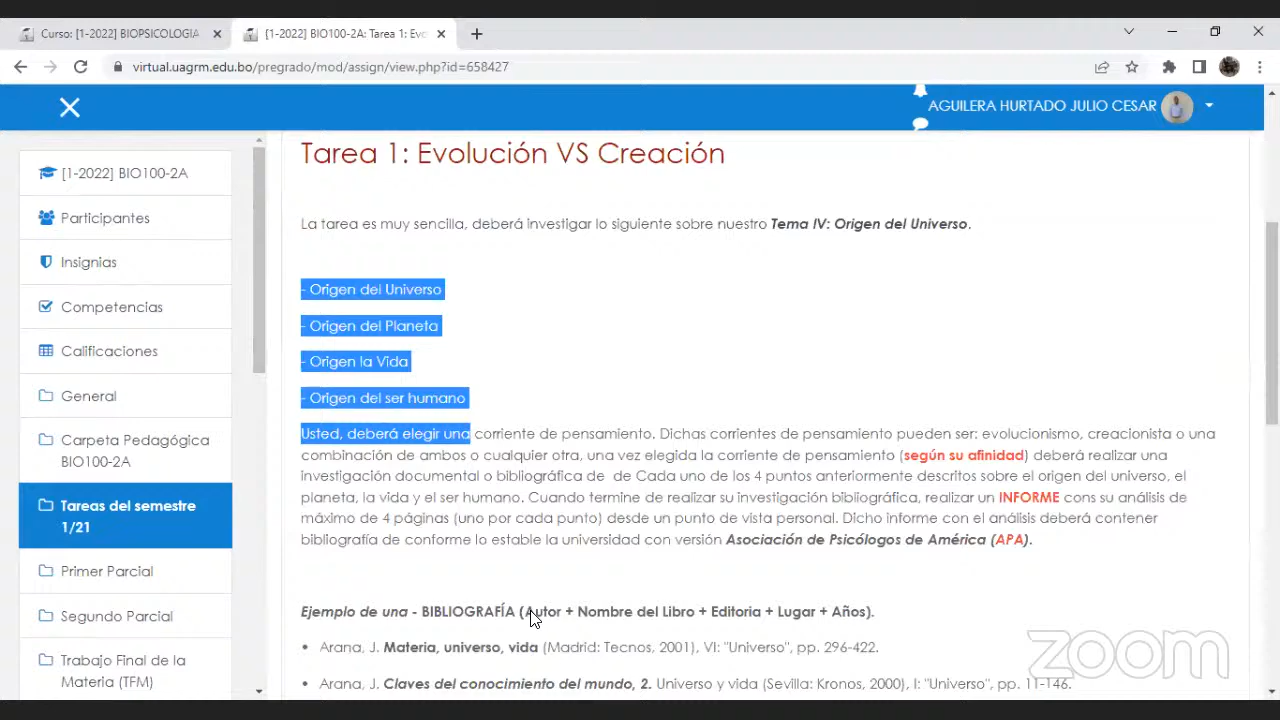 Curso: [1-2022] BIOPSICOLOGIA
[1-2022] BIO100-2A: Tarea 1: Evo
virtual.uagrm.edu.bo/pregrado/mod/assign/view.php?id=658427
AGUILERA HURTADO JULIO CESAR
[1-2022] BIO100-2A
Participantes
Insignias
Competencias
Calificaciones
General
Carpeta Pedagógica
BIO100-2A
Tareas del semestre
1/21
Primer Parcial
Segundo Parcial
Trabajo Final de la
Materia (TFM)
Tarea 1: Evolución VS Creación
La tarea es muy sencilla, deberá investigar lo siguiente sobre nuestro Tema IV: Origen del Universo.
- Origen del Universo
- Origen del Planeta
- Origen la Vida
- Origen del ser humano
Usted, deberá elegir una corriente de pensamiento. Dichas corrientes de pensamiento pueden ser: evolucionismo, creacionista o una
combinación de ambos o cualquier otra, una vez elegida la corriente de pensamiento (según su afinidad) deberá realizar una
investigación documental o bibliográfica de de Cada uno de los 4 puntos anteriormente descritos sobre el origen del universo, el
planeta, la vida y el ser humano. Cuando termine de realizar su investigación bibliográfica, realizar un INFORME cons su análisis de
máximo de 4 páginas (uno por cada punto) desde un punto de vista personal. Dicho informe con el análisis deberá contener
bibliografía de conforme lo estable la universidad con versión Asociación de Psicólogos de América (APA).
Ejemplo de una - BIBLIOGRAFÍA (Autor + Nombre del Libro + Editoria + Lugar + Años).
• Arana, J. Materia, universo, vida (Madrid: Tecnos, 2001), VI: "Universo", pp. 296-422.
• Arana, J. Claves del conocimiento del mundo, 2. Universo y vida (Sevilla: Kronos, 2000), I: "Universo", pp. 11-146.
zoom